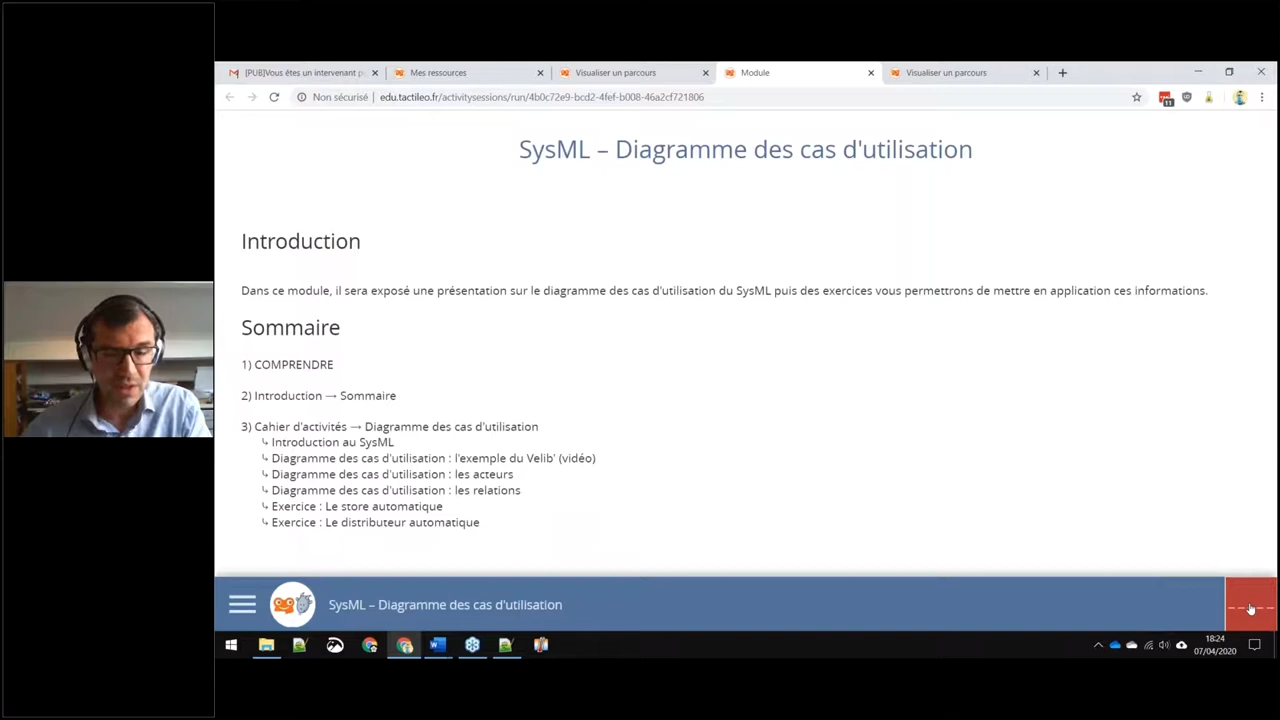 [PUB]Vous êtes un intervenant p
Mes ressources
Visualiser un parcours
Module
Visualiser un parcours
Non sécurisé
edu.tactileo.fr/activitysessions/run/4b0c72e9-bcd2-4fef-b008-46a2cf721806
11
SysML – Diagramme des cas d'utilisation
Introduction
Dans ce module, il sera exposé une présentation sur le diagramme des cas d'utilisation du SysML puis des exercices vous permettrons de mettre en application ces informations.
Sommaire
1) COMPRENDRE
2) Introduction → Sommaire
3) Cahier d'activités → Diagramme des cas d'utilisation
↳ Introduction au SysML
↳ Diagramme des cas d'utilisation : l'exemple du Velib' (vidéo)
↳ Diagramme des cas d'utilisation : les acteurs
↳ Diagramme des cas d'utilisation : les relations
↳ Exercice : Le store automatique
↳ Exercice : Le distributeur automatique
SysML – Diagramme des cas d'utilisation
18:24
07/04/2020